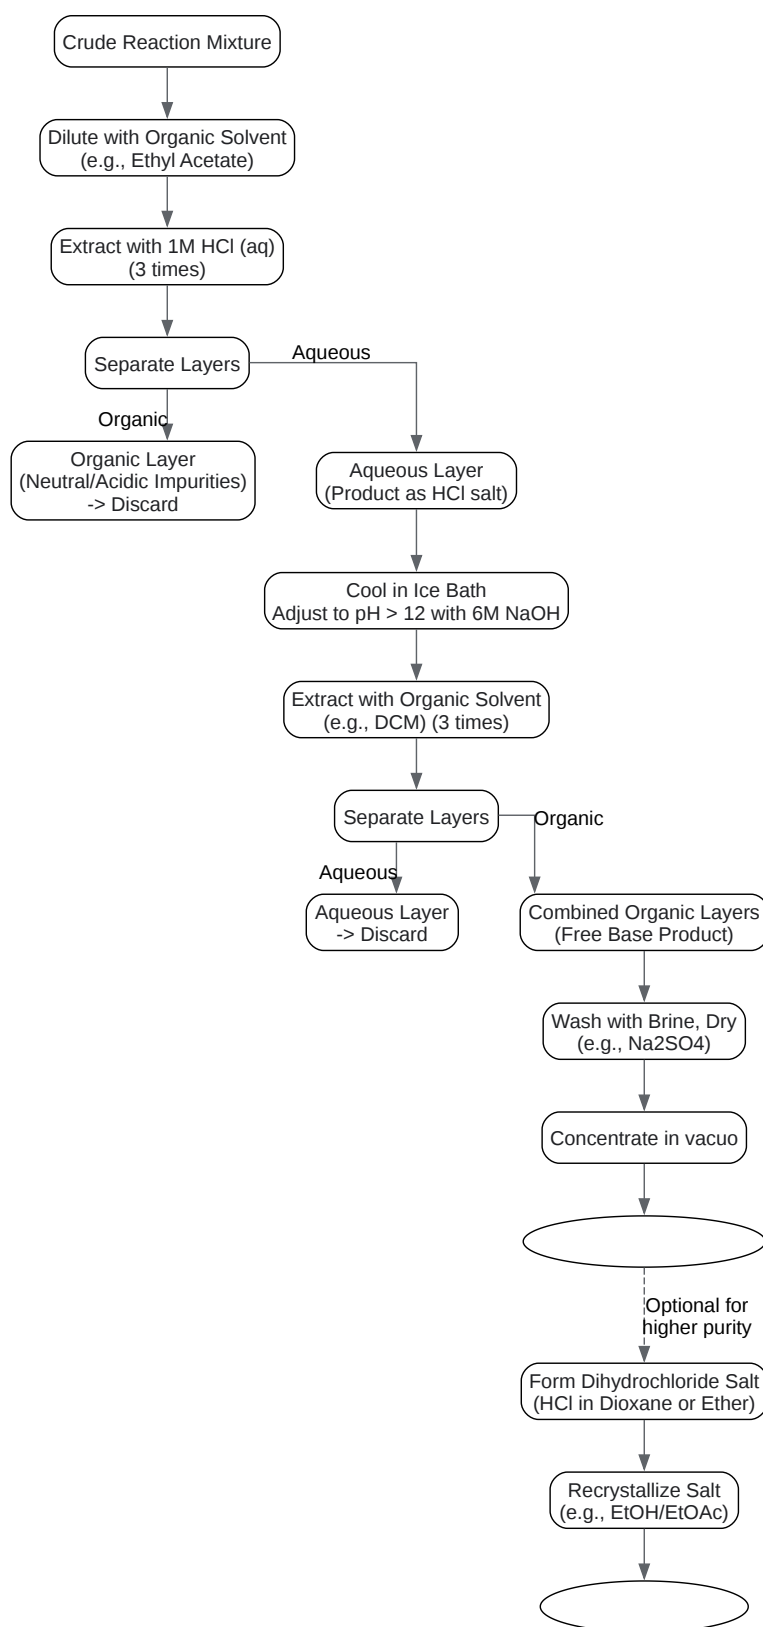 Crude Reaction Mixture
Dilute with Organic Solvent
(e.g., Ethyl Acetate)
Extract with 1M HCl (aq)
(3 times)
Separate Layers
Aqueous
Organic
Organic Layer
(Neutral/Acidic Impurities)
-> Discard
Aqueous Layer
(Product as HCl salt)
Cool in Ice Bath
Adjust to pH > 12 with 6M NaOH
Extract with Organic Solvent
(e.g., DCM) (3 times)
Separate Layers
Organic
Aqueous
Aqueous Layer
-> Discard
Combined Organic Layers
(Free Base Product)
Wash with Brine, Dry
(e.g., Na2SO4)
Concentrate in vacuo
Optional for
higher purity
Form Dihydrochloride Salt
(HCl in Dioxane or Ether)
Recrystallize Salt
(e.g., EtOH/EtOAc)